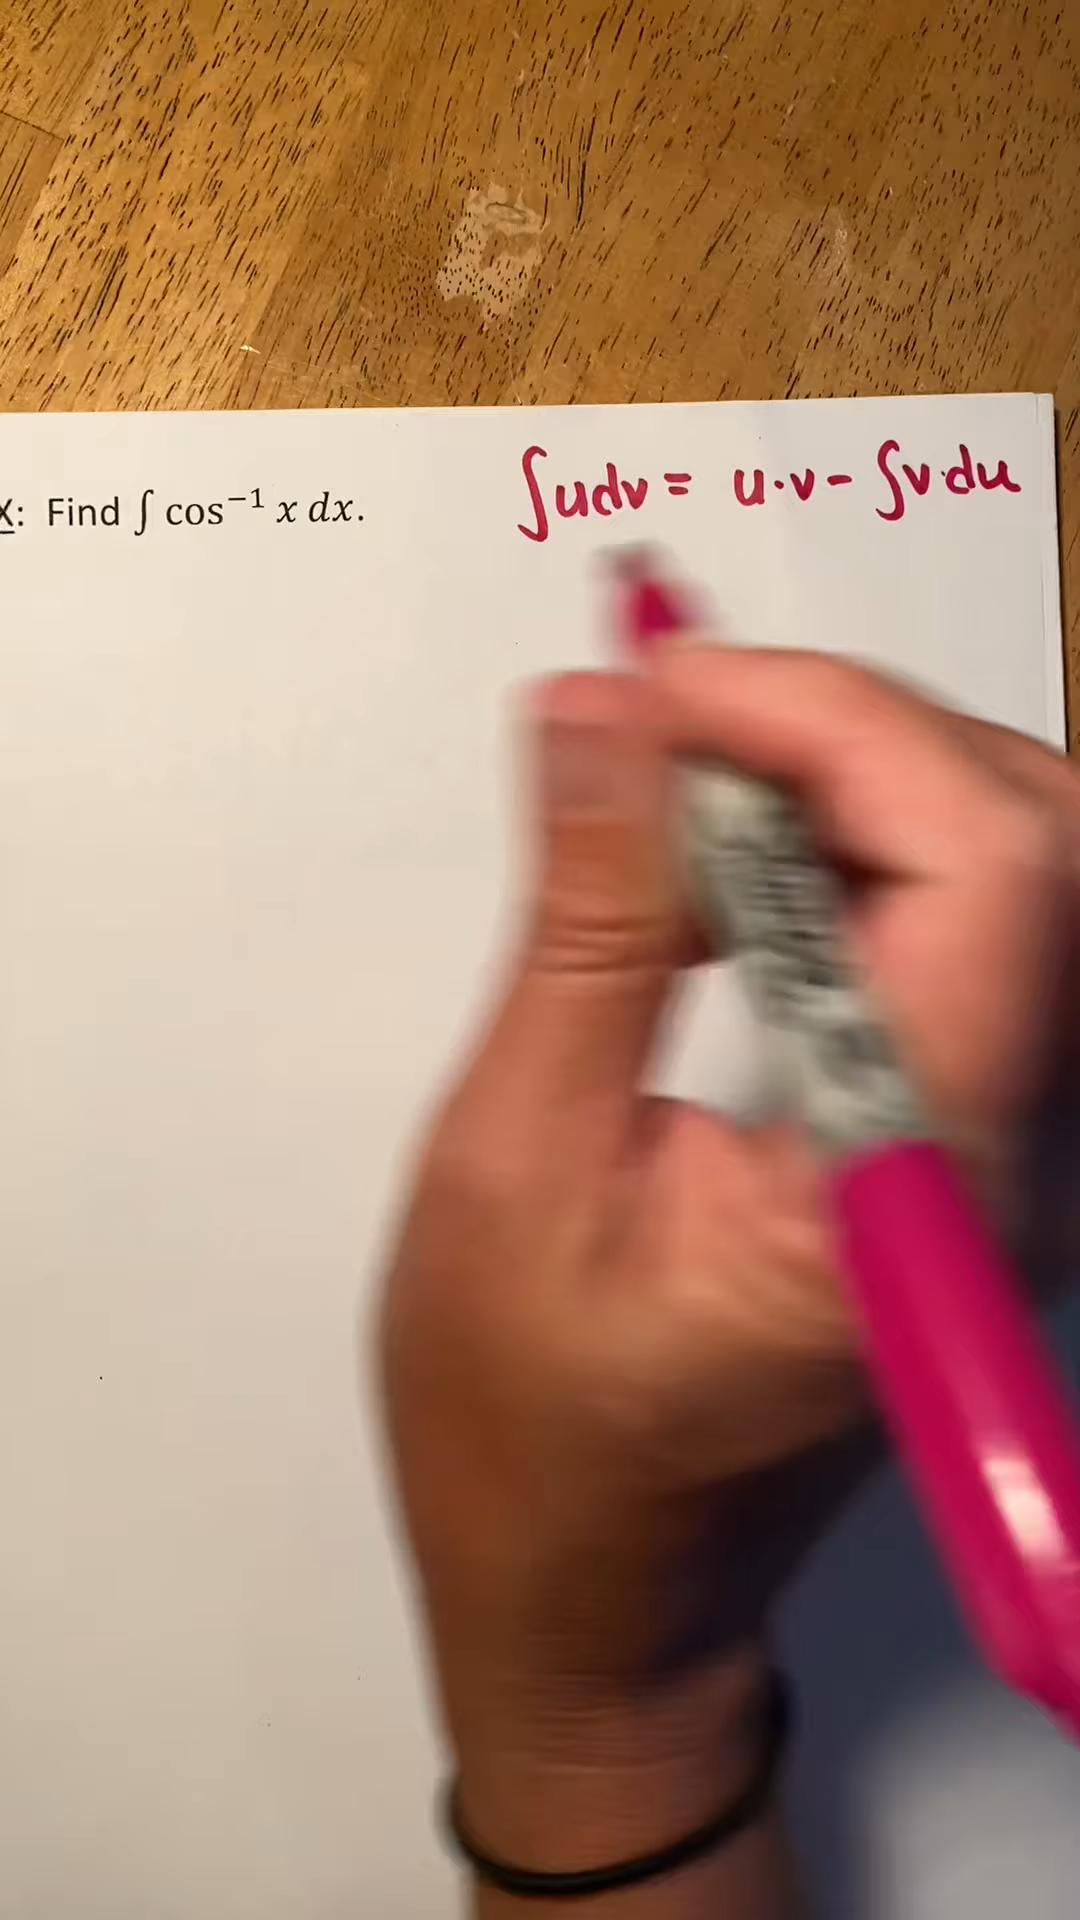 X: Find ∫ cos⁻¹ x dx.
∫udv = u·v - ∫v·du